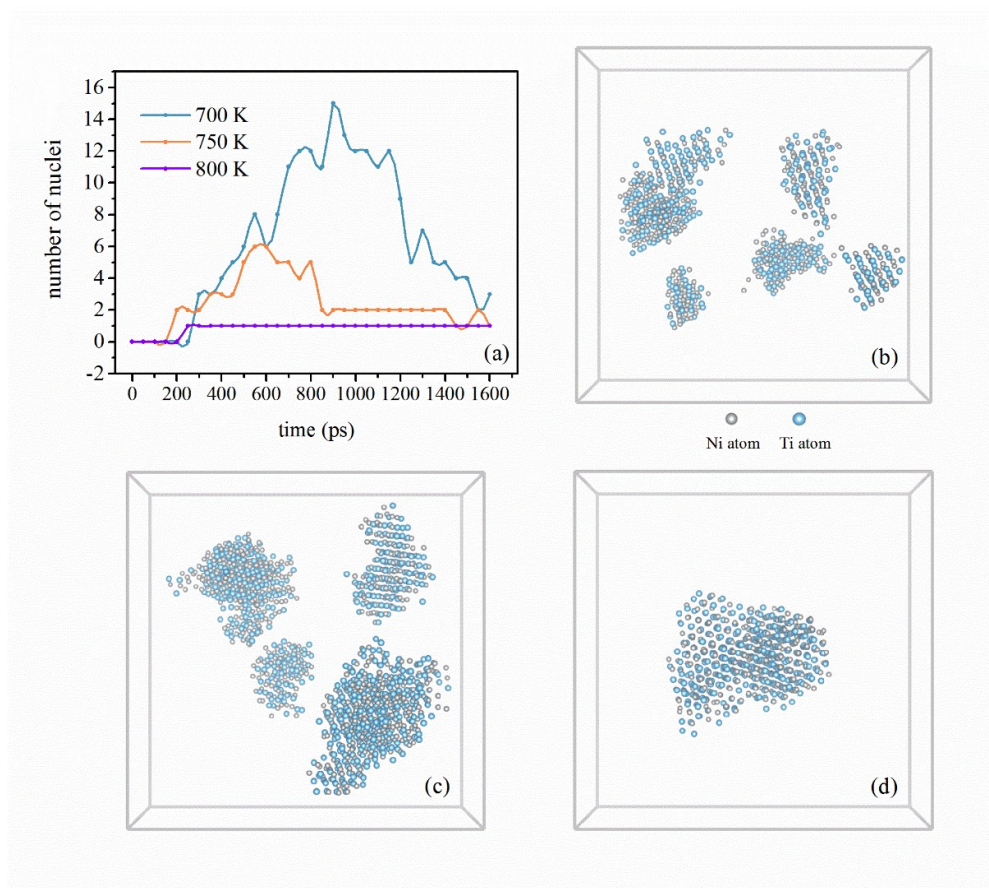 16
14
12
10
8
6
4
2
0
-2
number of nuclei
700 K
750 K
800 K
(a)
0 200 400 600 800 1000 1200 1400 1600
time (ps)
(b)
Ni atom Ti atom
(c)
(d)